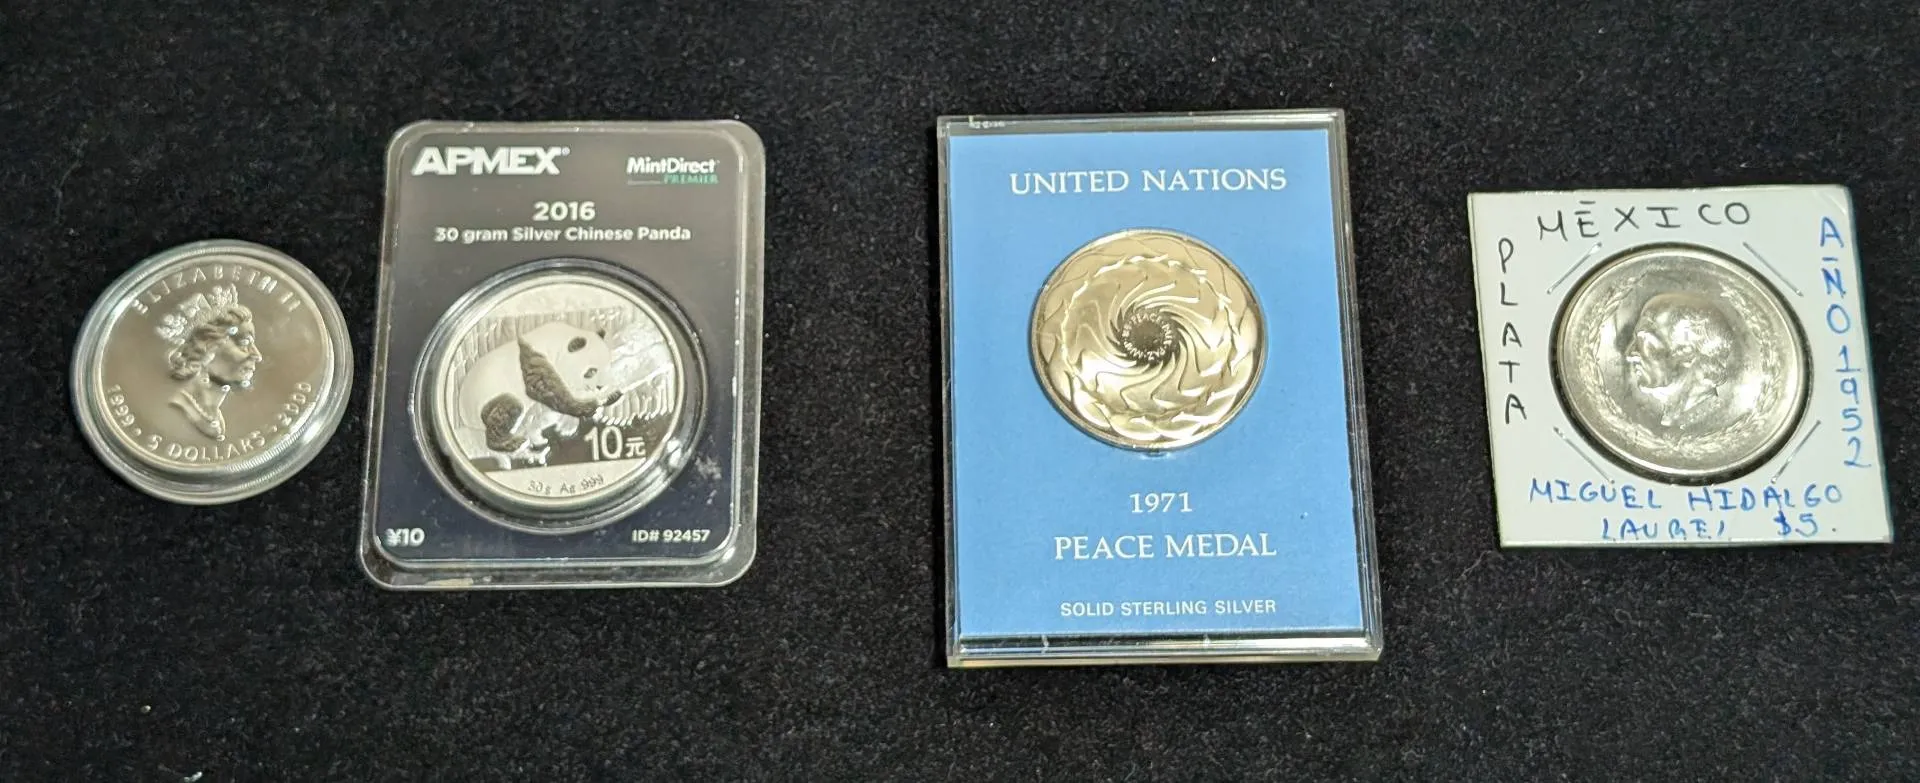 ELIZABETH II
1999 • 5 DOLLARS • 2000
APMEX®
MintDirect®
PREMIER
2016
30 gram Silver Chinese Panda
10元
30g Ag .999
¥10
ID# 92457
UNITED NATIONS
1971
PEACE MEDAL
SOLID STERLING SILVER
MÉXICO
PLATA
AÑO 1952
MIGUEL HIDALGO
LAUREL $5.